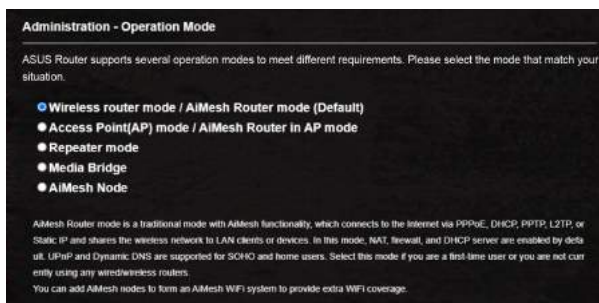 Administration - Operation Mode
ASUS Router supports several operation modes to meet different requirements. Please select the mode that match your
situation.
Wireless router mode / AiMesh Router mode (Default)
Access Point(AP) mode / AiMesh Router in AP mode
Repeater mode
Media Bridge
AiMesh Node
AiMesh Router mode is a traditional mode with AiMesh functionality, which connects to the Internet via PPPoE, DHCP, PPTP, L2TP, or
Static IP and shares the wireless network to LAN clients or devices. In this mode, NAT, firewall, and DHCP server are enabled by defa
ult. UPnP and Dynamic DNS are supported for SOHO and home users. Select this mode if you are a first-time user or you are not curr
ently using any wired/wireless routers.
You can add AiMesh nodes to form an AiMesh WiFi system to provide extra WiFi coverage.